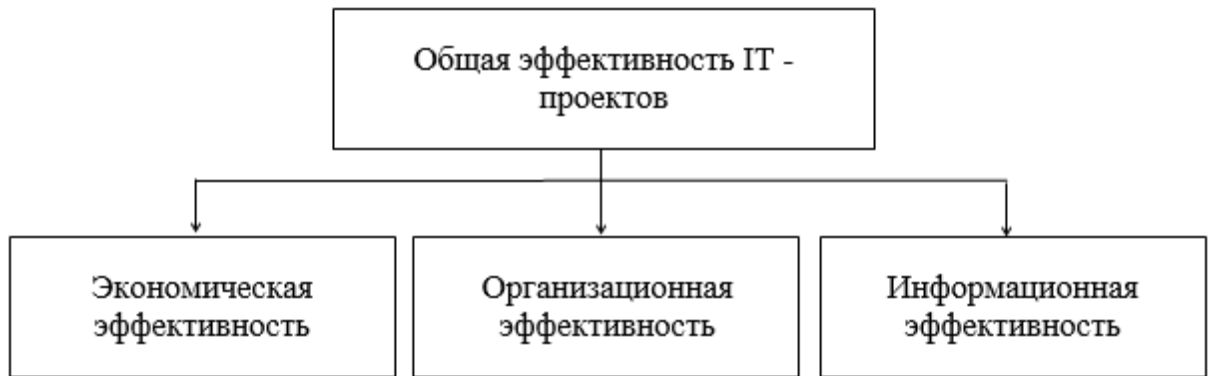 Общая эффективность IT -
проектов
Экономическая
эффективность
Организационная
эффективность
Информационная
эффективность